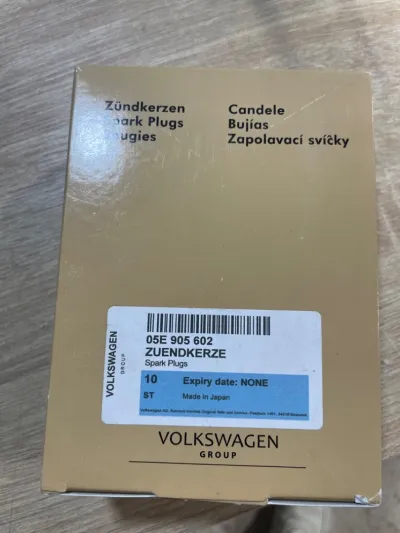 Zündkerzen
Spark Plugs
Bougies
Candele
Bujías
Zapolavací svíčky
VOLKSWAGEN
GROUP
05E 905 602
ZUENDKERZE
Spark Plugs
10
Expiry date: NONE
ST
Made in Japan
VOLKSWAGEN
GROUP